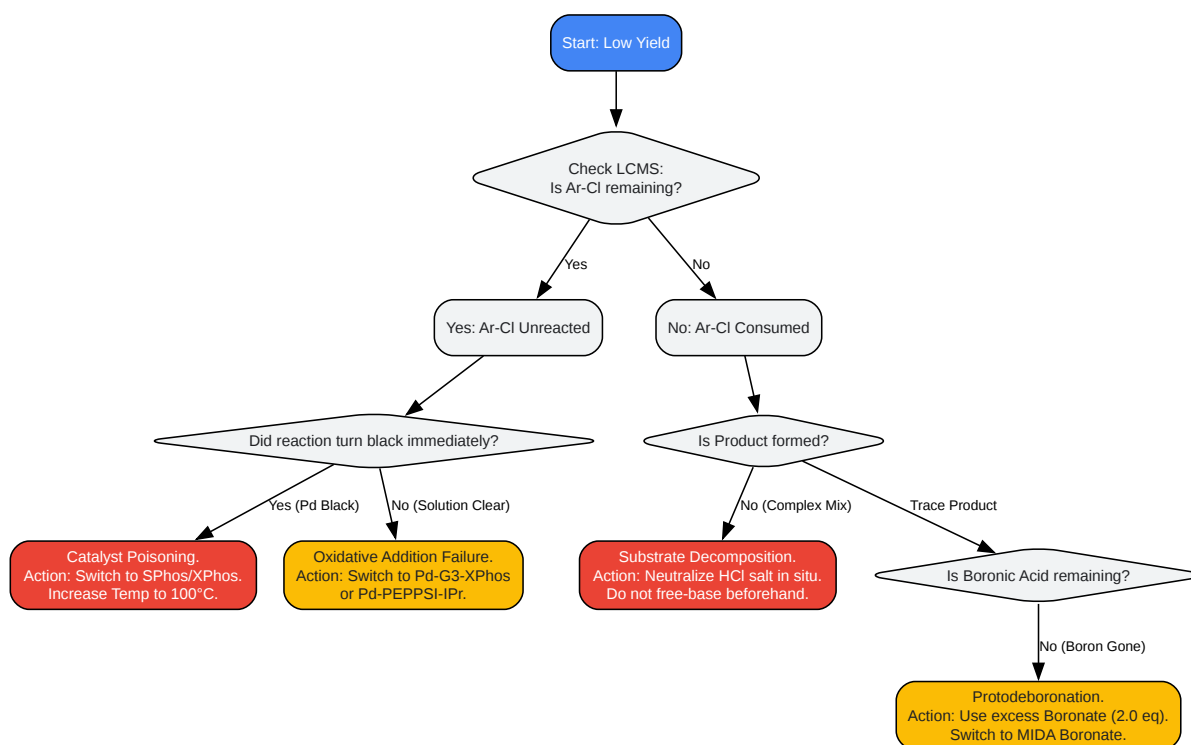 Start: Low Yield
Check LCMS:
Is Ar-Cl remaining?
Yes
No
Yes: Ar-Cl Unreacted
No: Ar-Cl Consumed
Did reaction turn black immediately?
Is Product formed?
Yes (Pd Black)
No (Solution Clear)
No (Complex Mix)
Trace Product
Catalyst Poisoning.
Action: Switch to SPhos/XPhos.
Increase Temp to 100°C.
Oxidative Addition Failure.
Action: Switch to Pd-G3-XPhos
or Pd-PEPPSI-IPr.
Substrate Decomposition.
Action: Neutralize HCl salt in situ.
Do not free-base beforehand.
Is Boronic Acid remaining?
No (Boron Gone)
Protodeboronation.
Action: Use excess Boronate (2.0 eq).
Switch to MIDA Boronate.